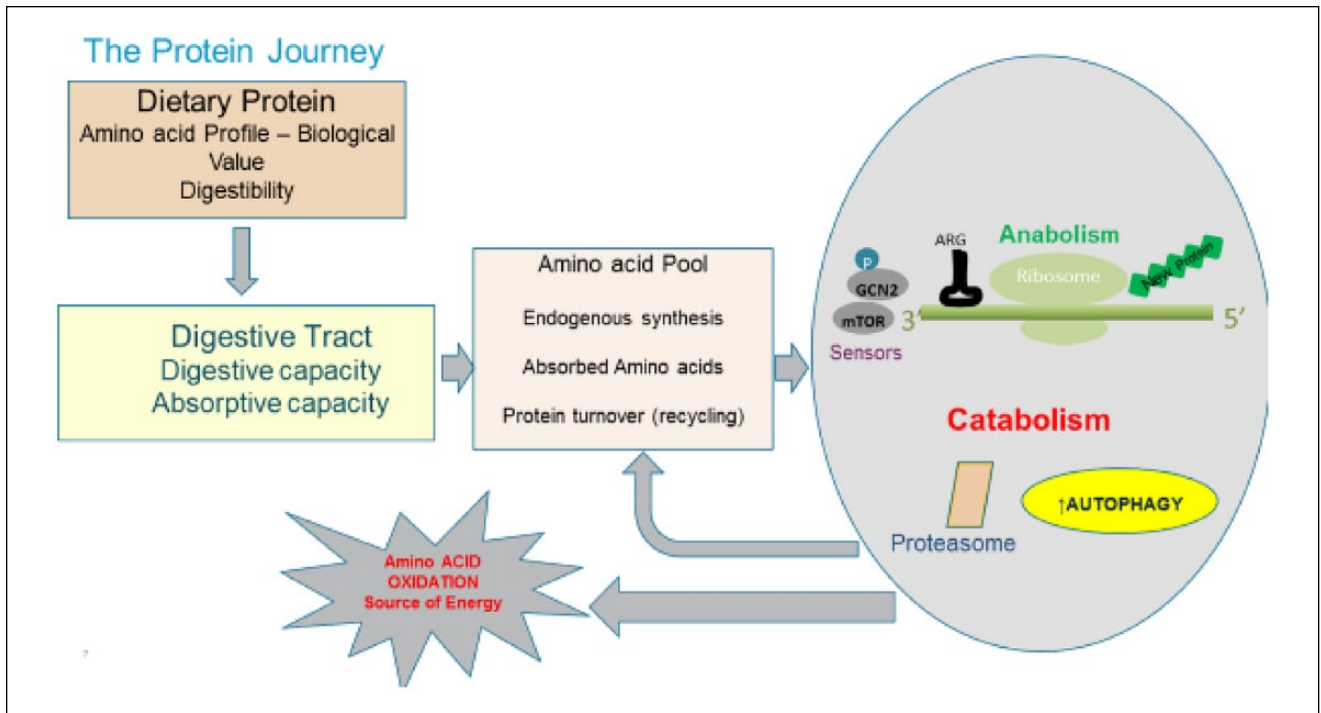 The Protein Journey
Dietary Protein
Amino acid Profile – Biological
Value
Digestibility
Digestive Tract
Digestive capacity
Absorptive capacity
Amino acid Pool
Endogenous synthesis
Absorbed Amino acids
Protein turnover (recycling)
Amino ACID
OXIDATION
Source of Energy
P
GCN2
mTOR
Sensors
3'
ARG
Anabolism
Ribosome
New Protein
5'
Catabolism
Proteasome
↑AUTOPHAGY
7